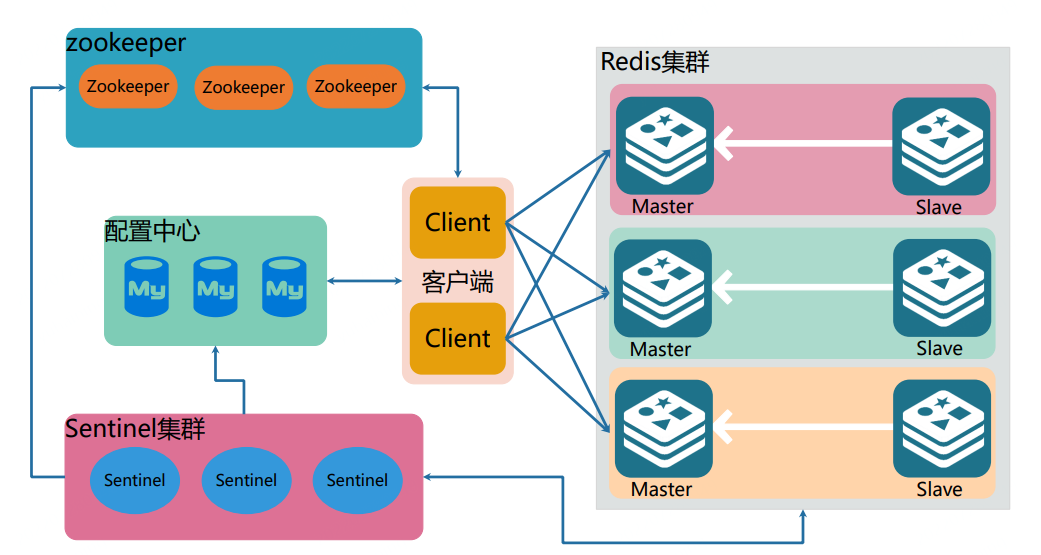 zookeeper
Zookeeper
Zookeeper
Zookeeper
配置中心
My
My
My
Sentinel集群
Sentinel
Sentinel
Sentinel
Client
客户端
Client
Redis集群
Master
Slave
Master
Slave
Master
Slave